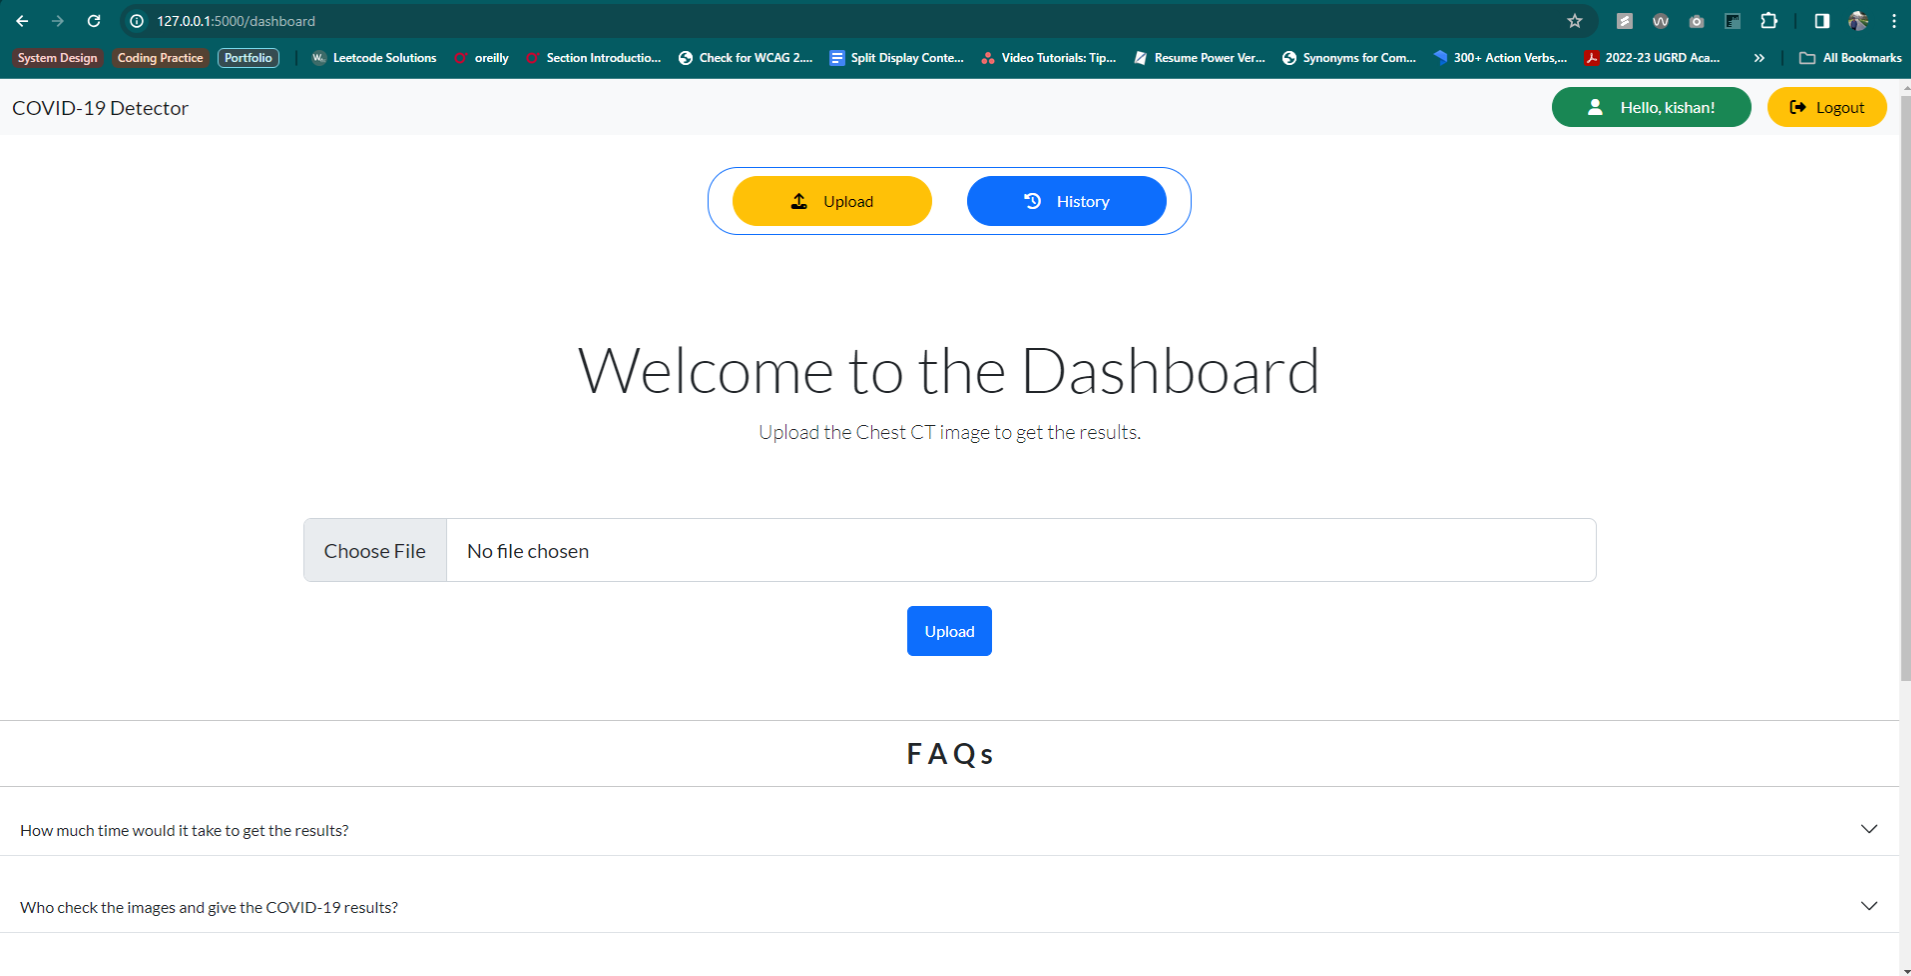 127.0.0.1:5000/dashboard
System Design Coding Practice Portfolio Leetcode Solutions oreilly Section Introductio... Check for WCAG 2.... Split Display Conte... Video Tutorials: Tip... Resume Power Ver... Synonyms for Com... 300+ Action Verbs,... 2022-23 UGRD Aca... » All Bookmarks
COVID-19 Detector Hello, kishan! Logout
Upload History
Welcome to the Dashboard
Upload the Chest CT image to get the results.
Choose File No file chosen
Upload
FAQs
How much time would it take to get the results?
Who check the images and give the COVID-19 results?